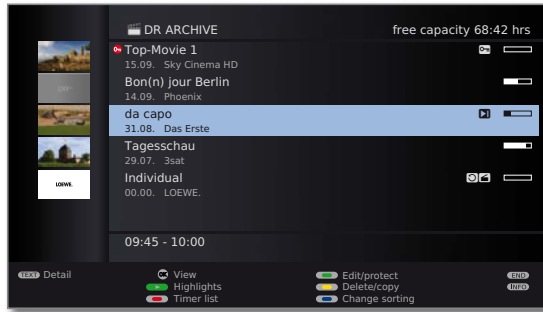 DR ARCHIVE free capacity 68:42 hrs
Top-Movie 1
15.09. Sky Cinema HD
Bon(n) jour Berlin
14.09. Phoenix
da capo
31.08. Das Erste
Tagesschau
29.07. 3sat
Individual
00.00. LOEWE.
LOEWE.
09:45 - 10:00
TEXT Detail OK View Edit/protect END
Highlights Delete/copy INFO
Timer list Change sorting